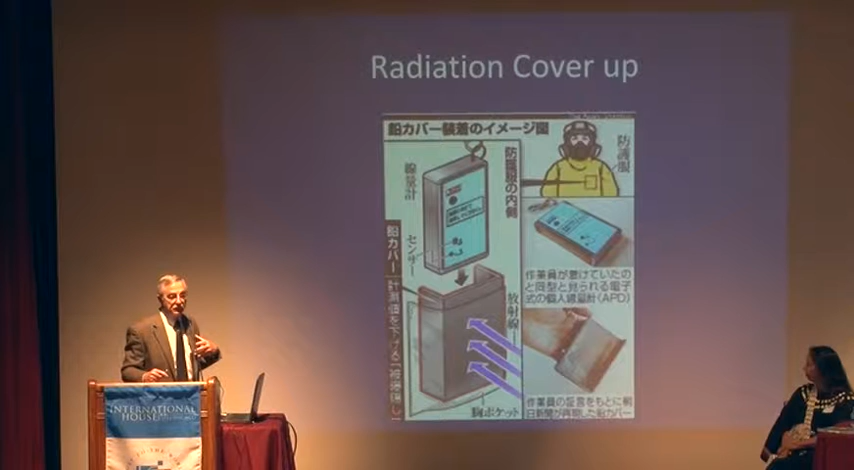 Radiation Cover up
鉛カバー装着のイメージ図
線量計
防護服の内側
防護服
センサー
鉛カバー
計測値を下げる「被曝隠し」
放射線
胸ポケット
作業員が着けていたの
と同型と見られる電子
式の個人線量計(APD)
作業員の証言をもとに朝
日新聞が再現した鉛カバー
INTERNATIONAL
HOUSE
TO THE